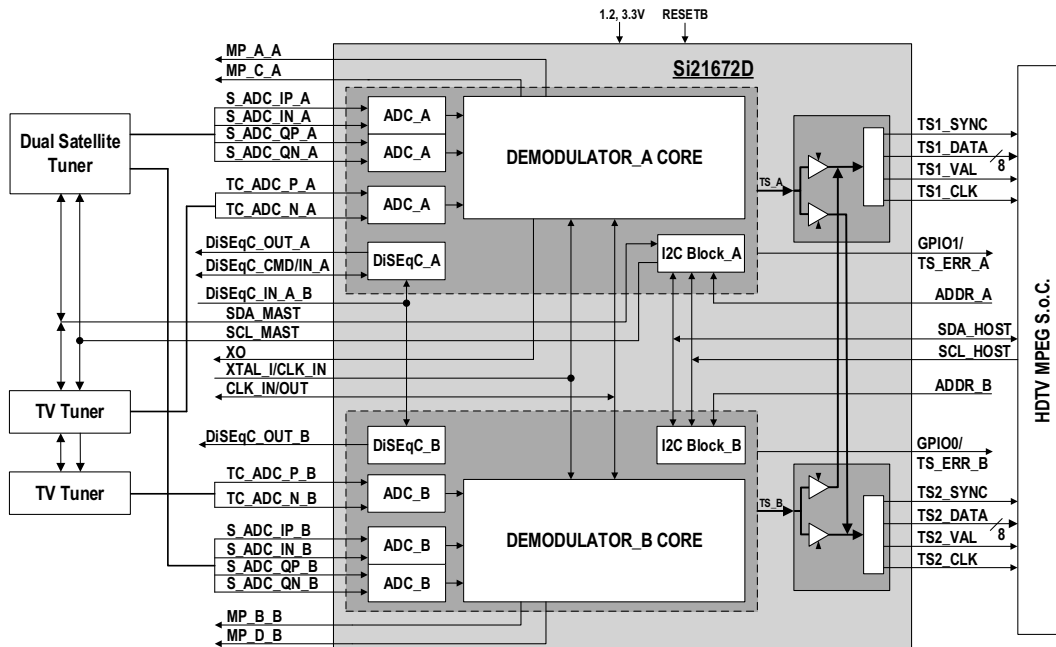 1.2, 3.3V
RESETB
Si21672D
MP_A_A
MP_C_A
S_ADC_IP_A
S_ADC_IN_A
S_ADC_QP_A
S_ADC_QN_A
TC_ADC_P_A
TC_ADC_N_A
DiSEqC_OUT_A
DiSEqC_CMD/IN_A
DiSEqC_IN_A_B
SDA_MAST
SCL_MAST
XO
XTAL_I/CLK_IN
CLK_IN/OUT
DiSEqC_OUT_B
TC_ADC_P_B
TC_ADC_N_B
S_ADC_IP_B
S_ADC_IN_B
S_ADC_QP_B
S_ADC_QN_B
MP_B_B
MP_D_B
Dual Satellite
Tuner
TV Tuner
TV Tuner
ADC_A
ADC_A
ADC_A
DiSEqC_A
DEMODULATOR_A CORE
I2C Block_A
TS_A
DiSEqC_B
ADC_B
ADC_B
ADC_B
DEMODULATOR_B CORE
I2C Block_B
TS_B
TS1_SYNC
TS1_DATA
8
TS1_VAL
TS1_CLK
GPIO1/
TS_ERR_A
ADDR_A
SDA_HOST
SCL_HOST
ADDR_B
GPIO0/
TS_ERR_B
TS2_SYNC
TS2_DATA
8
TS2_VAL
TS2_CLK
HDTV MPEG S.o.C.